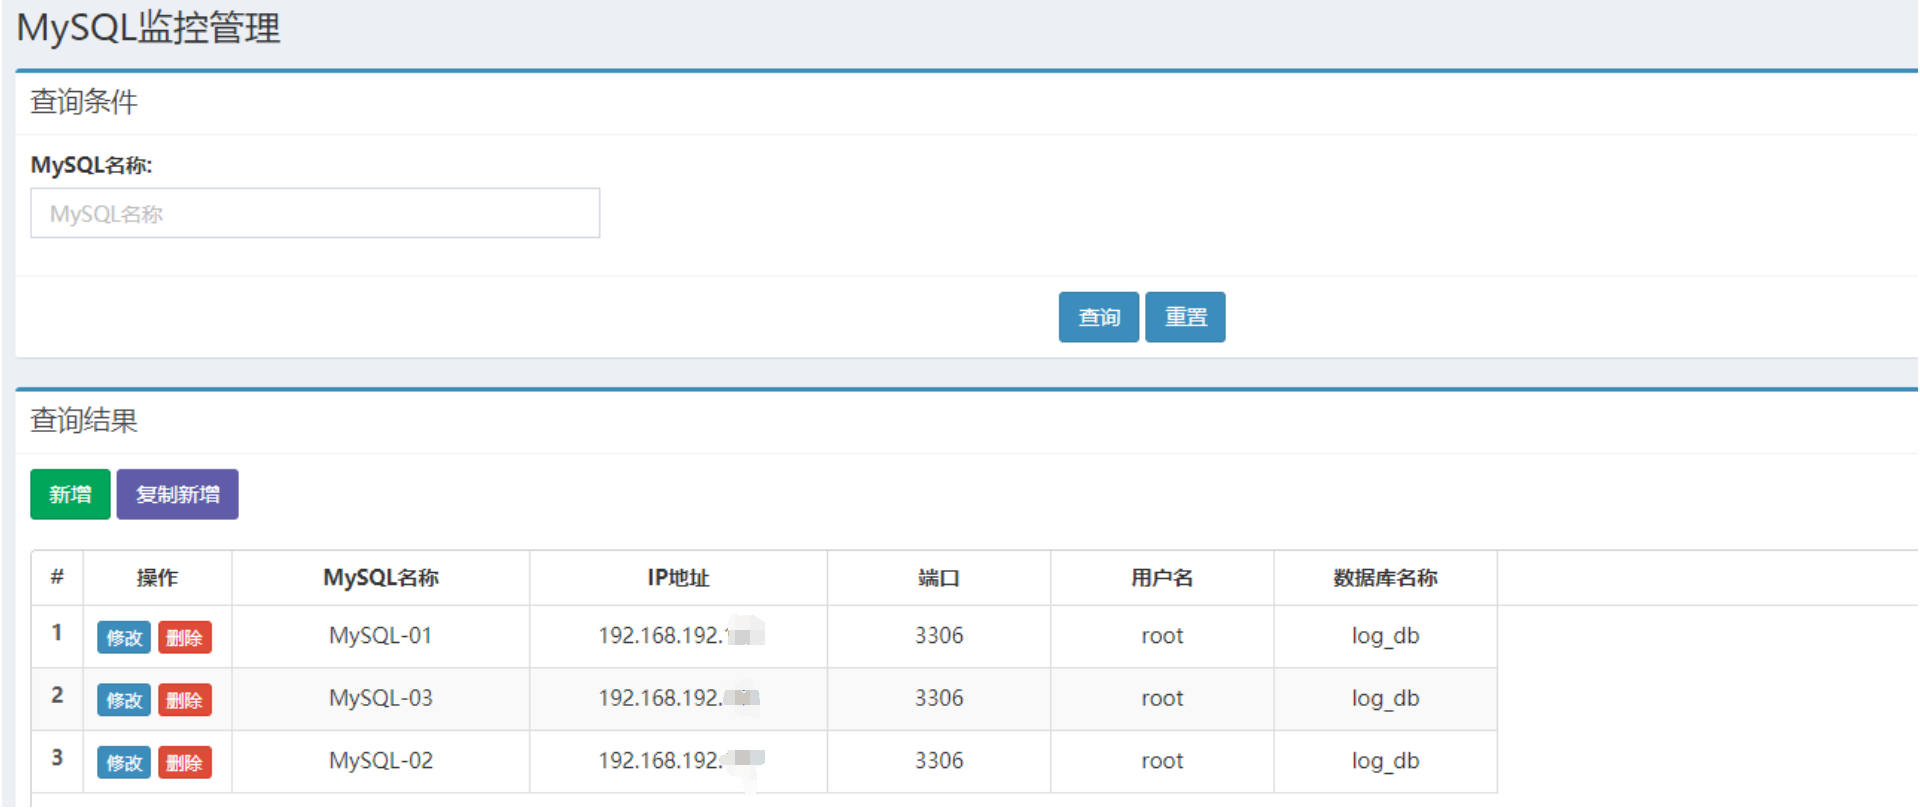 MySQL监控管理
查询条件
MySQL名称:
MySQL名称
查询 重置
查询结果
新增 复制新增
# 操作 MySQL名称 IP地址 端口 用户名 数据库名称
1 修改 删除 MySQL-01 192.168.192. 3306 root log_db
2 修改 删除 MySQL-03 192.168.192. 3306 root log_db
3 修改 删除 MySQL-02 192.168.192. 3306 root log_db